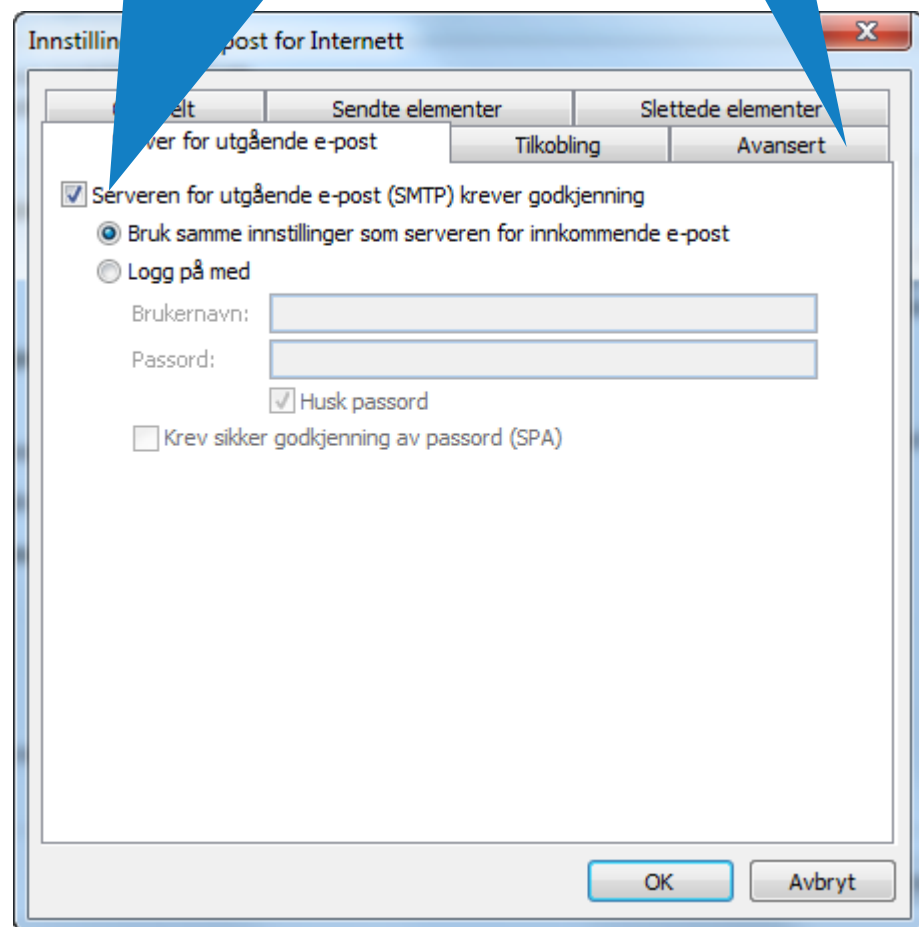 Innstillin post for Internett
elt Sendte elementer Slettede elementer
ver for utgående e-post Tilkobling Avansert
Serveren for utgående e-post (SMTP) krever godkjenning
Bruk samme innstillinger som serveren for innkommende e-post
Logg på med
Brukernavn:
Passord:
Husk passord
Krev sikker godkjenning av passord (SPA)
OK Avbryt